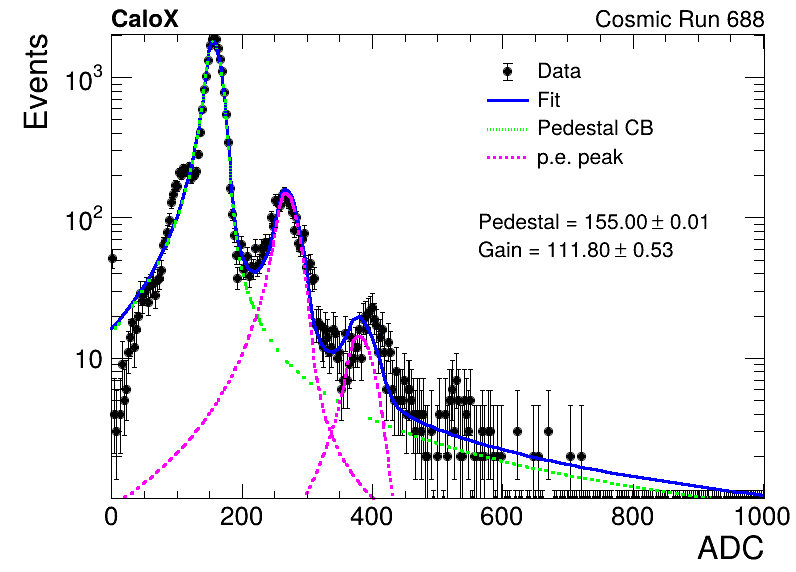 CaloX Cosmic Run 688
Events
10³
10²
10
Data
Fit
Pedestal CB
p.e. peak
Pedestal = 155.00 ± 0.01
Gain = 111.80 ± 0.53
0 200 400 600 800 1000
ADC